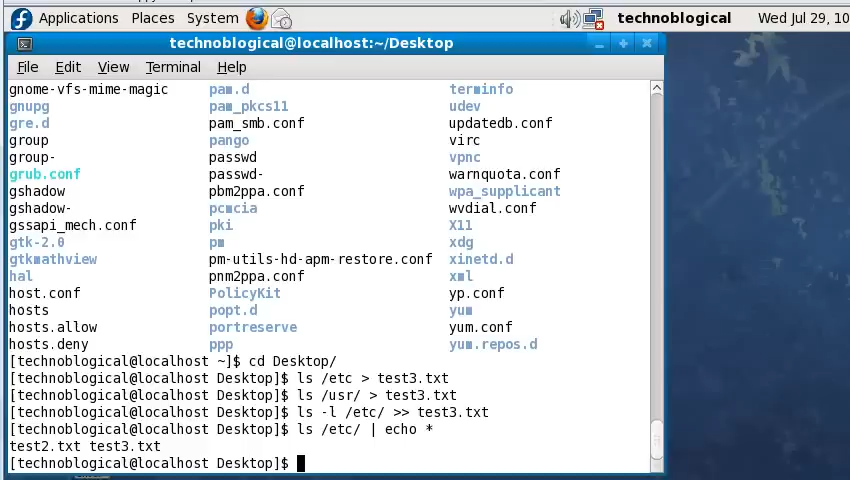 Applications Places System technoblogical Wed Jul 29, 10
technoblogical@localhost:~/Desktop
File Edit View Terminal Help
gnome-vfs-mime-magic pam.d terminfo
gnupg pam_pkcs11 udev
gre.d pam_smb.conf updatedb.conf
group pango virc
group- passwd vpnc
grub.conf passwd- warnquota.conf
gshadow pbm2ppa.conf wpa_supplicant
gshadow- pcmcia wvdial.conf
gssapi_mech.conf pki X11
gtk-2.0 pm xdg
gtkmathview pm-utils-hd-apm-restore.conf xinetd.d
hal pnm2ppa.conf xml
host.conf PolicyKit yp.conf
hosts popt.d yum
hosts.allow portreserve yum.conf
hosts.deny ppp yum.repos.d
[technoblogical@localhost ~]$ cd Desktop/
[technoblogical@localhost Desktop]$ ls /etc > test3.txt
[technoblogical@localhost Desktop]$ ls /usr/ > test3.txt
[technoblogical@localhost Desktop]$ ls -l /etc/ >> test3.txt
[technoblogical@localhost Desktop]$ ls /etc/ | echo *
test2.txt test3.txt
[technoblogical@localhost Desktop]$